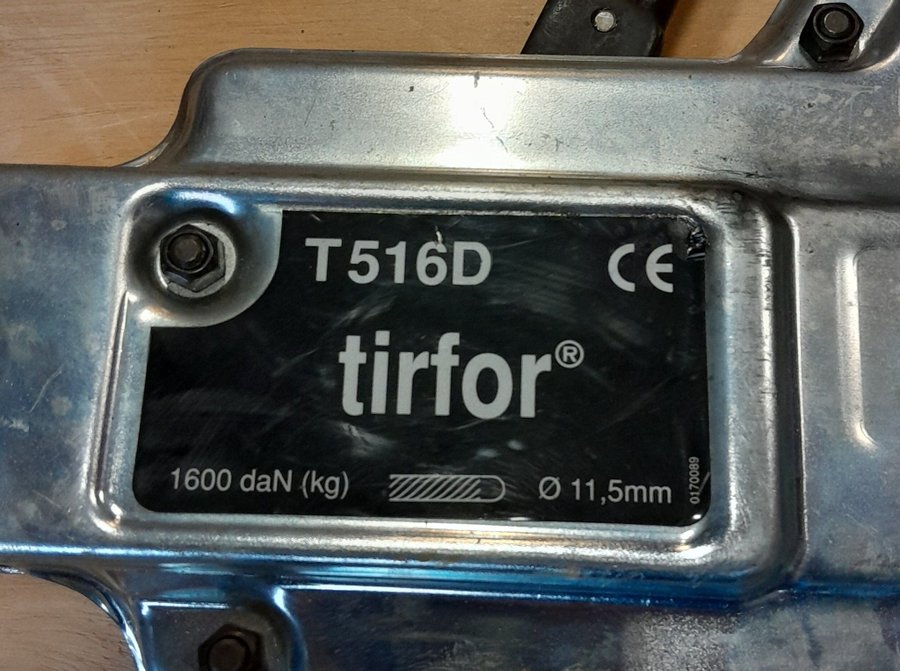 T516D CE
tirfor®
1600 daN (kg) Ø 11,5mm
0170089